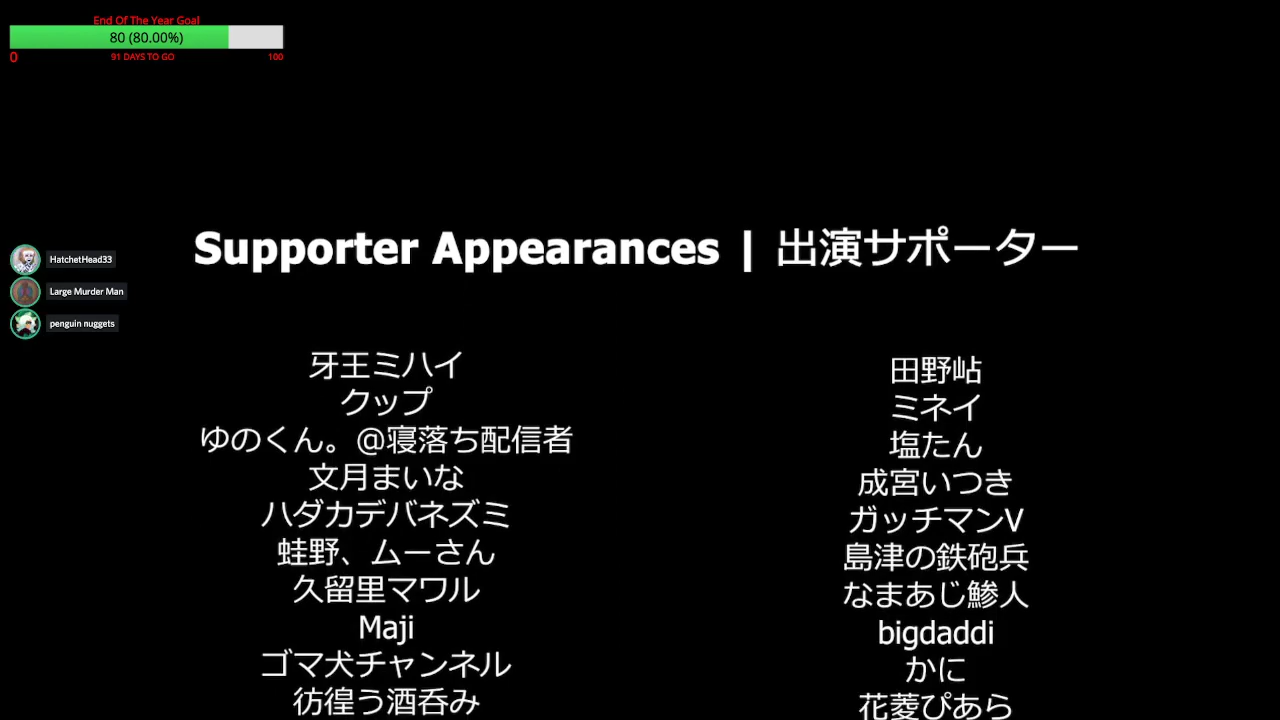 End Of The Year Goal
80 (80.00%)
0
91 DAYS TO GO
100
Supporter Appearances | 出演サポーター
HatchetHead33
Large Murder Man
penguin nuggets
牙王ミハイ
クップ
ゆのくん。@寝落ち配信者
文月まいな
ハダカデバネズミ
蛙野、ムーさん
久留里マワル
Maji
ゴマ犬チャンネル
彷徨う酒呑み
田野岾
ミネイ
塩たん
成宮いつき
ガッチマンV
島津の鉄砲兵
なまあじ鯵人
bigdaddi
かに
花菱ぴあら